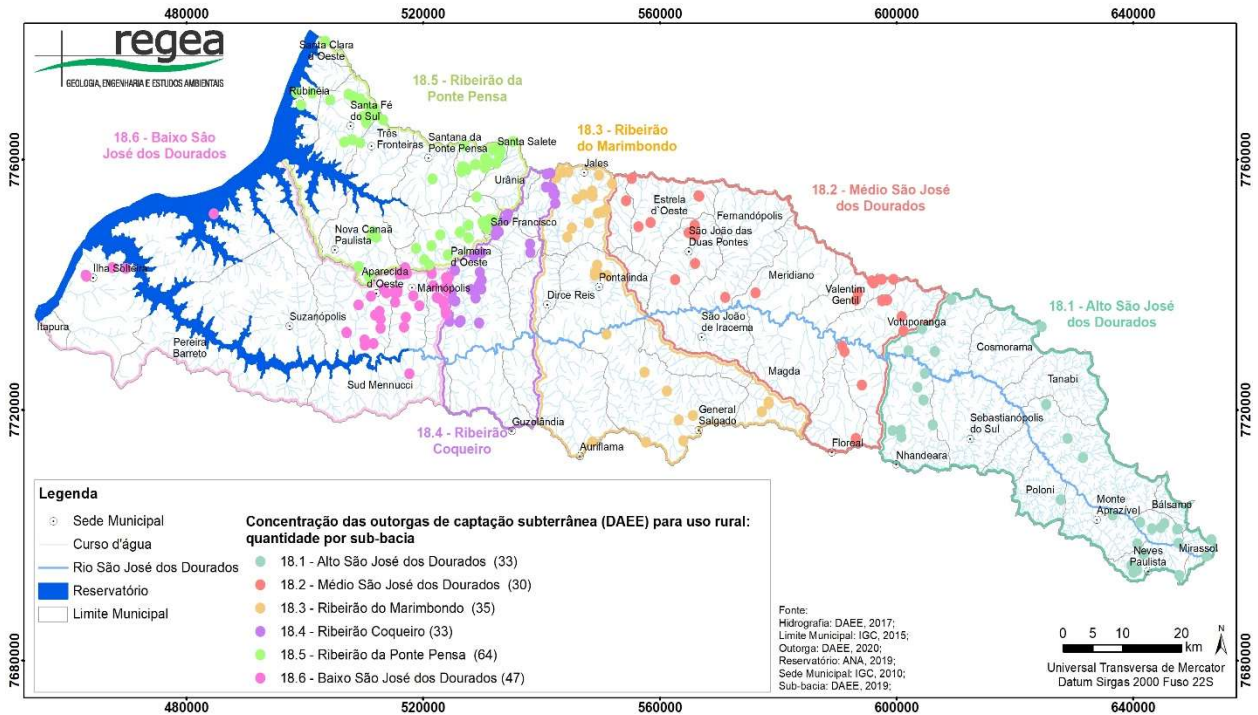 480000
520000
560000
600000
640000
regea
GEOLOGIA, ENGENHARIA E ESTUDOS AMBIENTAIS
Santa Clara
d`Oeste
18.5 - Ribeirão da
Ponte Pensa
Rubinéia
Santa Fé
do Sul
Três
Fronteiras
Santana da
Ponte Pensa
Santa Salete
18.3 - Ribeirão
do Marimbondo
18.6 - Baixo São
José dos Dourados
7760000
7760000
Jales
Urânia
18.2 - Médio São José
dos Dourados
Estrela
d`Oeste
Fernandópolis
São Francisco
São João das
Duas Pontes
Nova Canaã
Paulista
Palmeira
d`Oeste
Ilha Solteira
Aparecida
d`Oeste
Marinópolis
Pontalinda
Meridiano
Valentim
Gentil
Dirce Reis
18.1 - Alto São José
dos Dourados
Itapura
Suzanópolis
São João
de Iracema
Votuporanga
Pereira
Barreto
Cosmorama
Sud Mennucci
Magda
Tanabi
7720000
7720000
18.4 - Ribeirão
Coqueiro
Guzolândia
General
Salgado
Sebastianópolis
do Sul
Auriflama
Floreal
Nhandeara
Poloni
Monte
Aprazível
Bálsamo
Neves
Paulista
Mirassol
Legenda
Sede Municipal
Curso d'água
Rio São José dos Dourados
Reservatório
Limite Municipal
Concentração das outorgas de captação subterrânea (DAEE) para uso rural:
quantidade por sub-bacia
18.1 - Alto São José dos Dourados (33)
18.2 - Médio São José dos Dourados (30)
18.3 - Ribeirão do Marimbondo (35)
18.4 - Ribeirão Coqueiro (33)
18.5 - Ribeirão da Ponte Pensa (64)
18.6 - Baixo São José dos Dourados (47)
Fonte:
Hidrografia: DAEE, 2017;
Limite Municipal: IGC, 2015;
Outorga: DAEE, 2020;
Reservatório: ANA, 2019;
Sede Municipal: IGC, 2010;
Sub-bacia: DAEE, 2019;
0 5 10 20
km
N
Universal Transversa de Mercator
Datum Sirgas 2000 Fuso 22S
7680000
7680000
480000
520000
560000
600000
640000